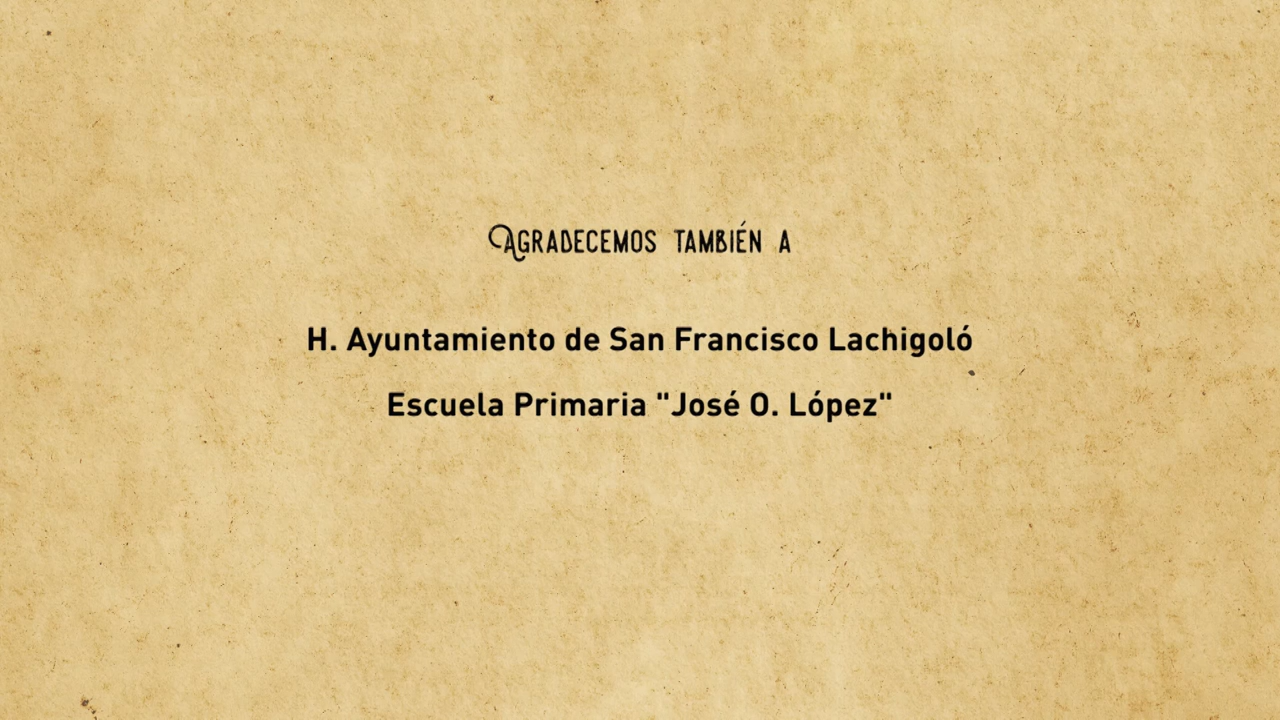 Agradecemos también a
H. Ayuntamiento de San Francisco Lachigoló
Escuela Primaria "José O. López"